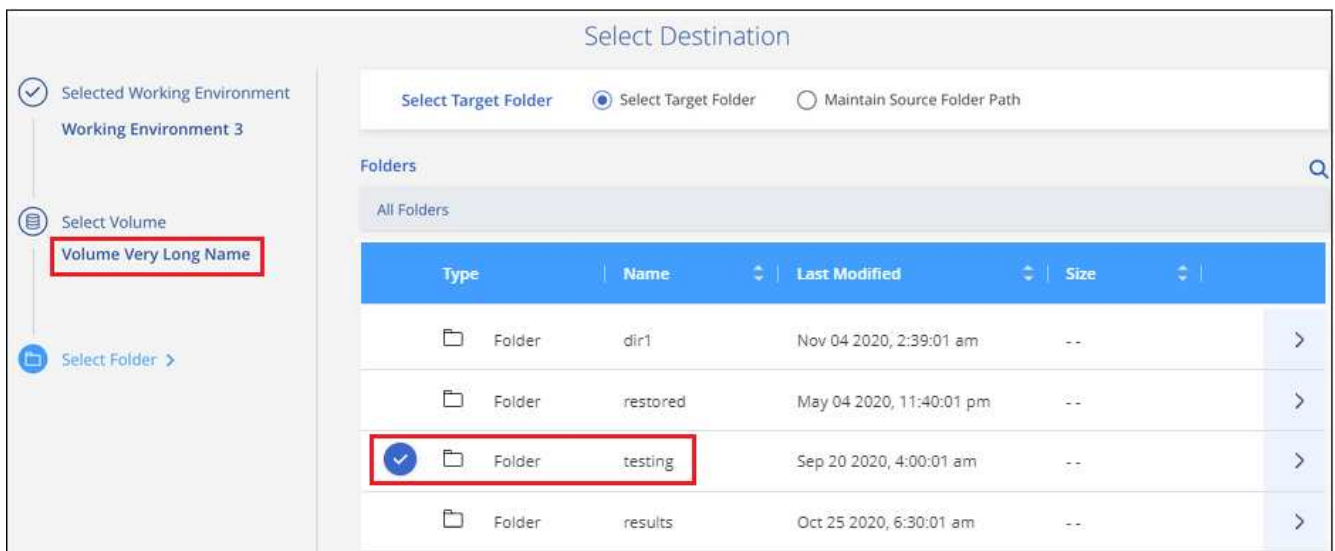 Select Destination
Selected Working Environment
Working Environment 3
Select Volume
Volume Very Long Name
Select Folder >
Select Target Folder Select Target Folder Maintain Source Folder Path
Folders
All Folders
Type Name Last Modified Size
Folder dir1 Nov 04 2020, 2:39:01 am --
Folder restored May 04 2020, 11:40:01 pm --
Folder testing Sep 20 2020, 4:00:01 am --
Folder results Oct 25 2020, 6:30:01 am --